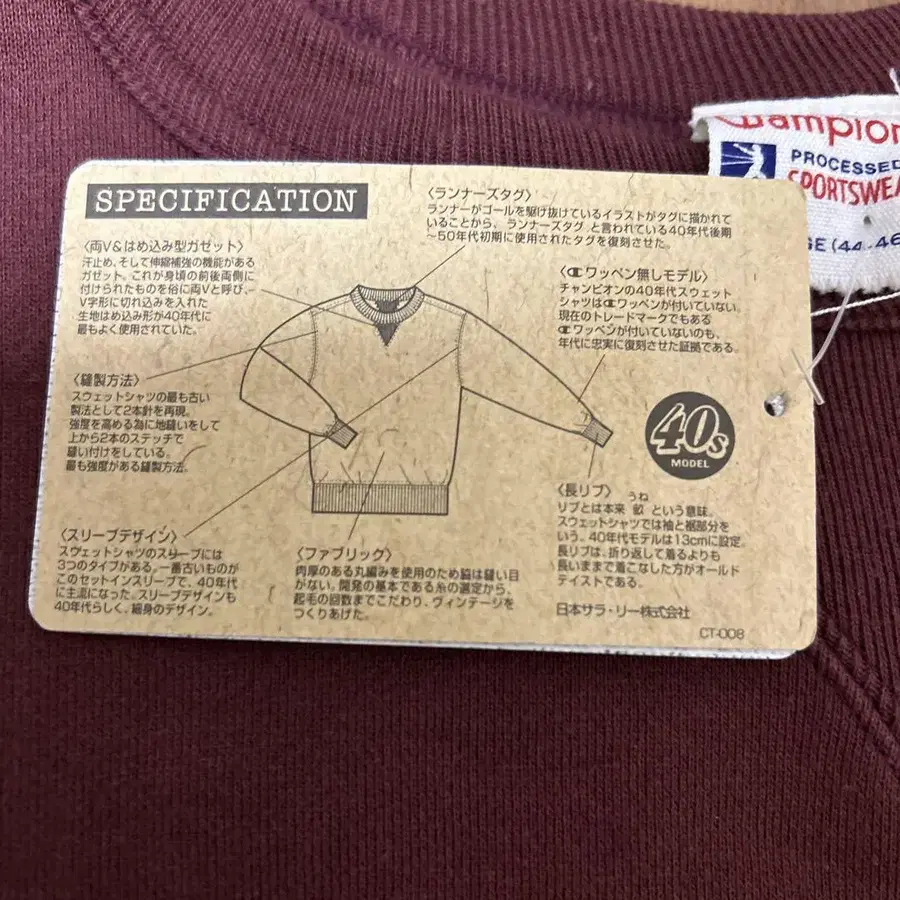 Champion
PROCESSED
SPORTSWEA
GE (44-46
SPECIFICATION
〈両V&はめ込み型ガゼット〉
汗止め、そして伸縮補強の機能がある
ガゼット。これが身頃の前後両側に
付けられたものを俗に両Vと呼び、
V字形に切れ込みを入れた
生地はめ込み形が40年代に
最もよく使用されていた。
〈縫製方法〉
スウェットシャツの最も古い
製法として2本針を再現。
強度を高める為に地縫いをして
上から2本のステッチで
縫い付けをしている。
最も強度がある縫製方法。
〈スリーブデザイン〉
スウェットシャツのスリーブには
3つのタイプがある。一番古いものが
このセットインスリーブで、40年代
に主流になった。スリーブデザインも
40年代らしく、細身のデザイン。
〈ファブリック〉
肉厚のある丸編みを使用のため脇は縫い目
がない。開発の基本である糸の選定から、
起毛の回数までこだわり、ヴィンテージを
つくりあげた。
〈ランナーズタグ〉
ランナーがゴールを駆け抜けているイラストがタグに描かれて
いることから、ランナーズタグ と言われている40年代後期
〜50年代初期に使用されたタグを復刻させた。
〈Cワッペン無しモデル〉
チャンピオンの40年代スウェット
シャツはCワッペンが付いていない。
現在のトレードマークでもある
Cワッペンが付いていないのも、
年代に忠実に復刻させた証拠である。
40s
MODEL
〈長リブ〉
うね
リブとは本来 畝 という意味。
スウェットシャツでは袖と裾部分を
いう。40年代モデルは13cmに設定。
長リブは、折り返して着るよりも
長いままで着こなした方がオールド
テイストである。
日本サラ・リー株式会社
CT-008